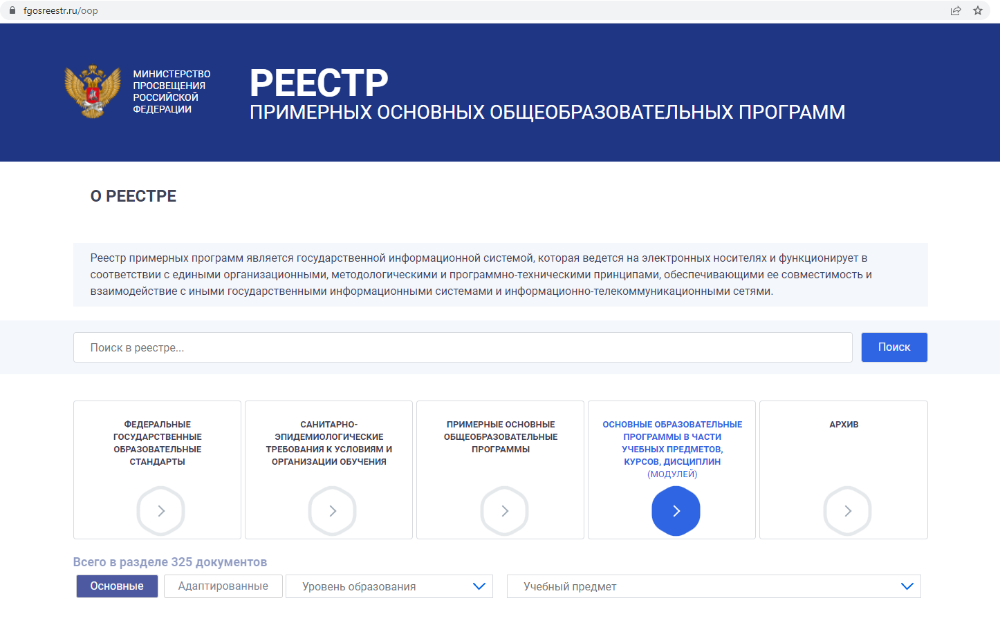 fgosreestr.ru/oop
МИНИСТЕРСТВО
ПРОСВЕЩЕНИЯ
РОССИЙСКОЙ
ФЕДЕРАЦИИ
РЕЕСТР
ПРИМЕРНЫХ ОСНОВНЫХ ОБЩЕОБРАЗОВАТЕЛЬНЫХ ПРОГРАММ
О РЕЕСТРЕ
Реестр примерных программ является государственной информационной системой, которая ведется на электронных носителях и функционирует в
соответствии с едиными организационными, методологическими и программно-техническими принципами, обеспечивающими ее совместимость и
взаимодействие с иными государственными информационными системами и информационно-телекоммуникационными сетями.
Поиск в реестре...
Поиск
ФЕДЕРАЛЬНЫЕ
ГОСУДАРСТВЕННЫЕ
ОБРАЗОВАТЕЛЬНЫЕ
СТАНДАРТЫ
САНИТАРНО-
ЭПИДЕМИОЛОГИЧЕСКИЕ
ТРЕБОВАНИЯ К УСЛОВИЯМ И
ОРГАНИЗАЦИИ ОБУЧЕНИЯ
ПРИМЕРНЫЕ ОСНОВНЫЕ
ОБЩЕОБРАЗОВАТЕЛЬНЫЕ
ПРОГРАММЫ
ОСНОВНЫЕ ОБРАЗОВАТЕЛЬНЫЕ
ПРОГРАММЫ В ЧАСТИ
УЧЕБНЫХ ПРЕДМЕТОВ,
КУРСОВ, ДИСЦИПЛИН
(МОДУЛЕЙ)
АРХИВ
Всего в разделе 325 документов
Основные
Адаптированные
Уровень образования
Учебный предмет